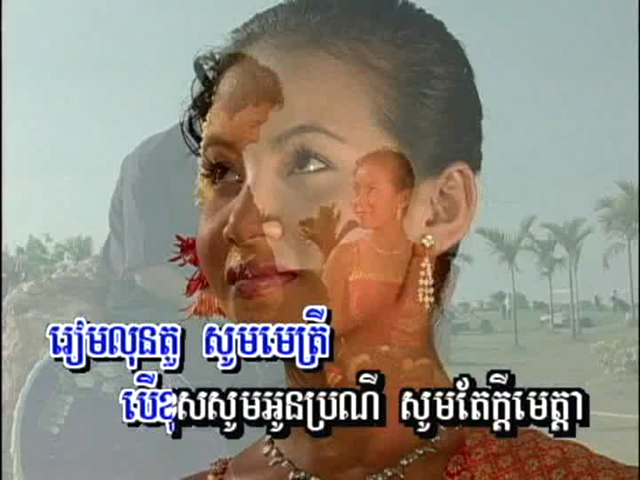 រៀមលុនតួ សូមមេត្រី
បើខុសសូមអូនប្រណី សូមតែក្ដីមេត្តា